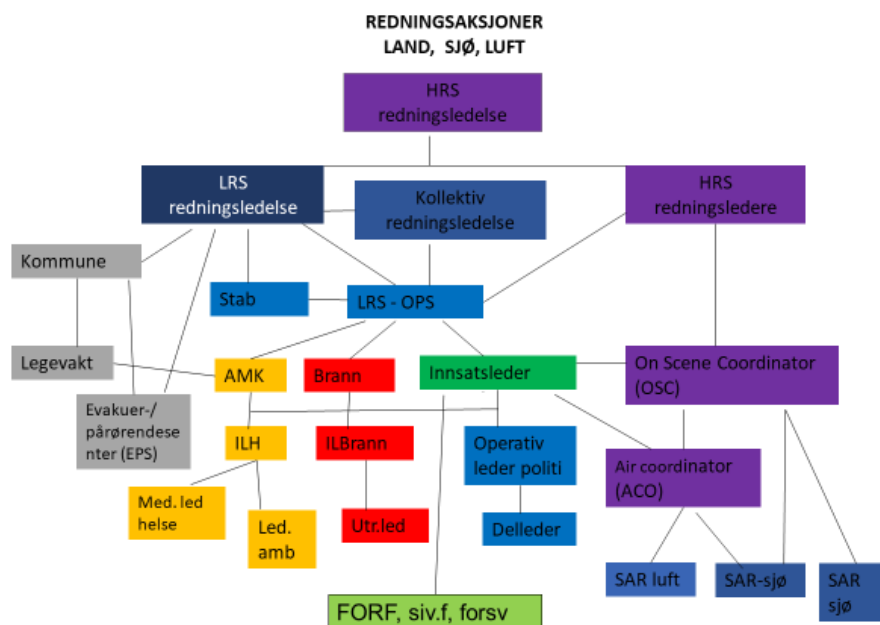 REDNINGSAKSJONER
LAND, SJØ, LUFT
HRS
redningsledelse
LRS
redningsledelse
Kollektiv
redningsledelse
HRS
redningsledere
Kommune
Stab
LRS - OPS
Legevakt
AMK
Brann
Innsatsleder
On Scene Coordinator
(OSC)
Evakuer-/
pårørendese
nter (EPS)
ILH
ILBrann
Operativ
leder politi
Air coordinator
(ACO)
Med. led
helse
Led.
amb
Utr.led
Delleder
SAR luft
SAR-sjø
SAR
sjø
FORF, siv.f, forsv